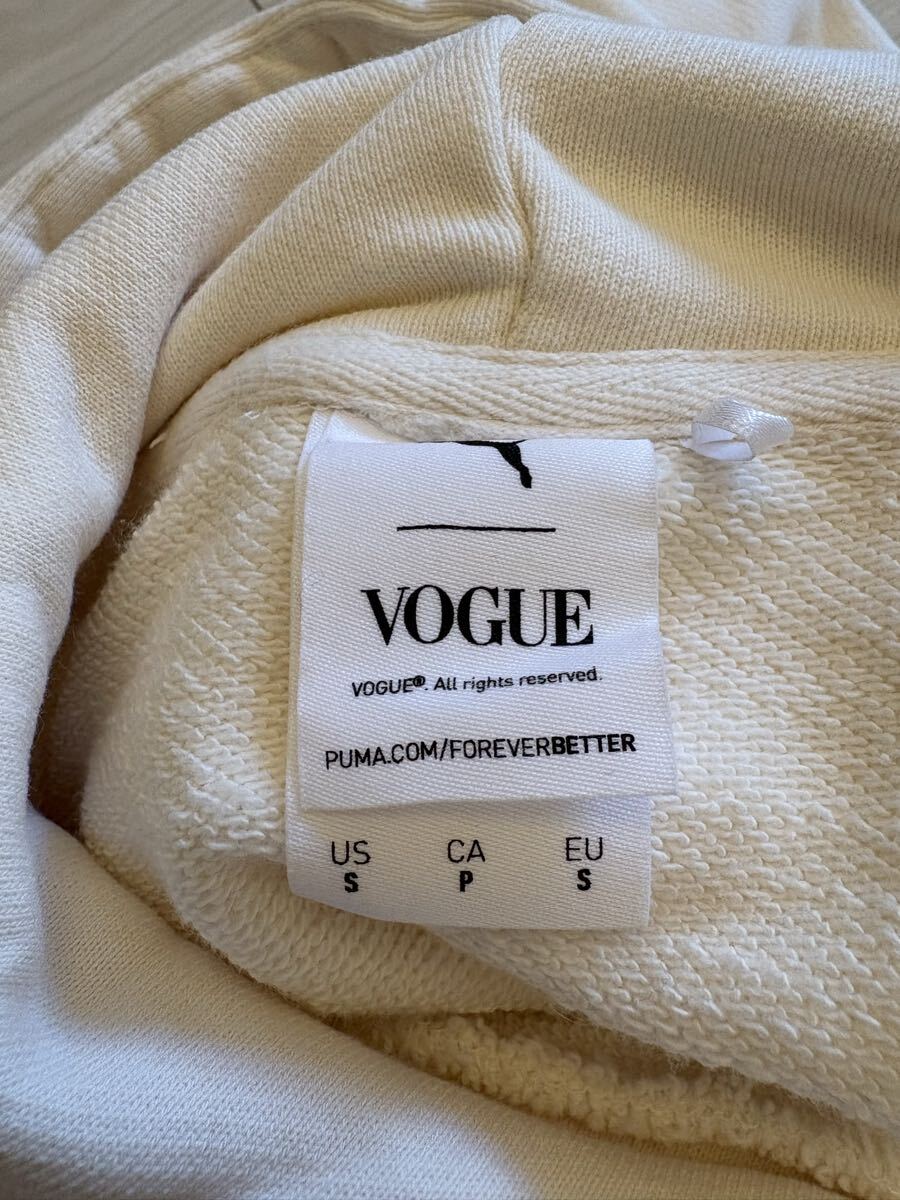 VOGUE
VOGUE®. All rights reserved.
PUMA.COM/FOREVERBETTER
US CA EU
S P S